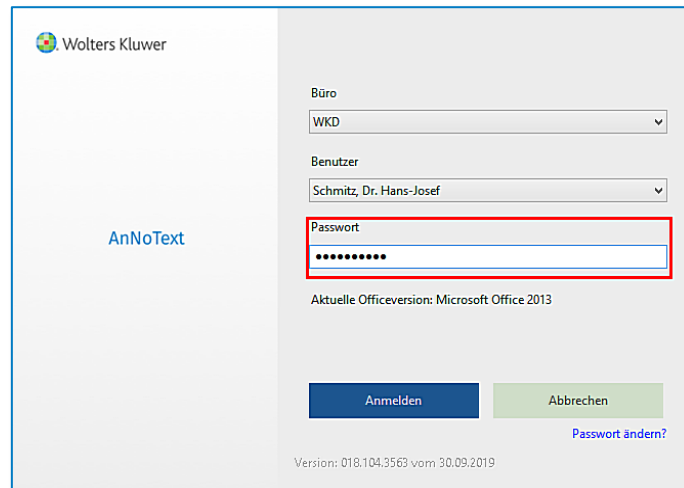 Wolters Kluwer
Büro
WKD
Benutzer
Schmitz, Dr. Hans-Josef
AnNoText
Passwort
••••••••••
Aktuelle Officeversion: Microsoft Office 2013
Anmelden
Abbrechen
Passwort ändern?
Version: 018.104.3563 vom 30.09.2019